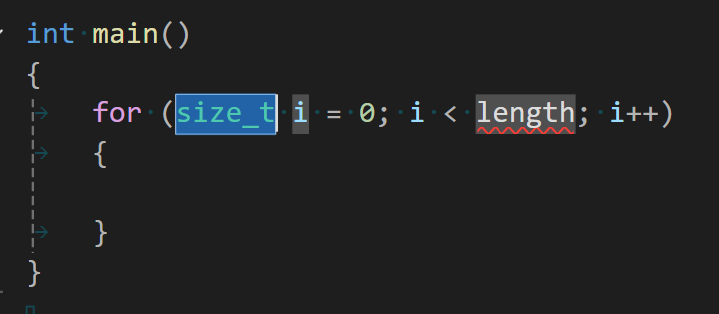 int main()
{
for (size_t i = 0; i < length; i++)
{
}
}